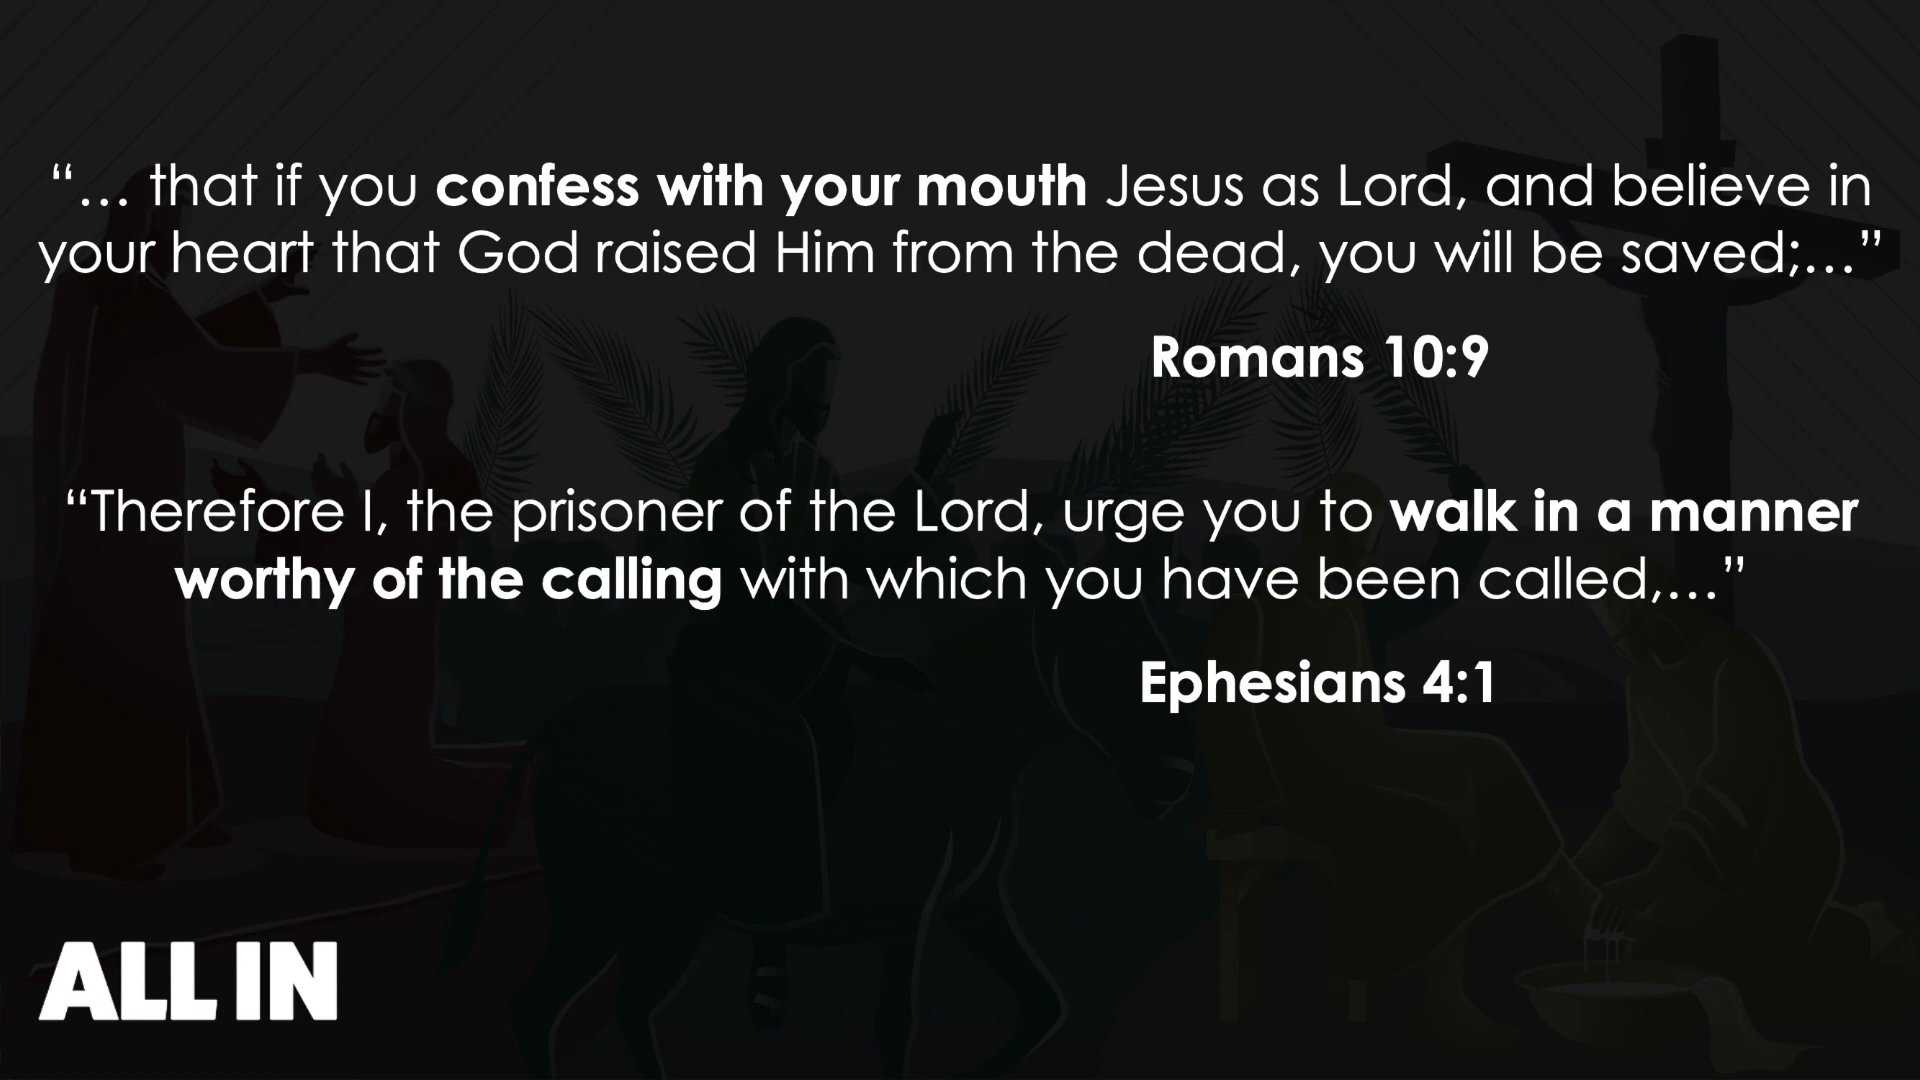 “… that if you confess with your mouth Jesus as Lord, and believe in
your heart that God raised Him from the dead, you will be saved;…”
Romans 10:9
“Therefore I, the prisoner of the Lord, urge you to walk in a manner
worthy of the calling with which you have been called,…”
Ephesians 4:1
ALL IN